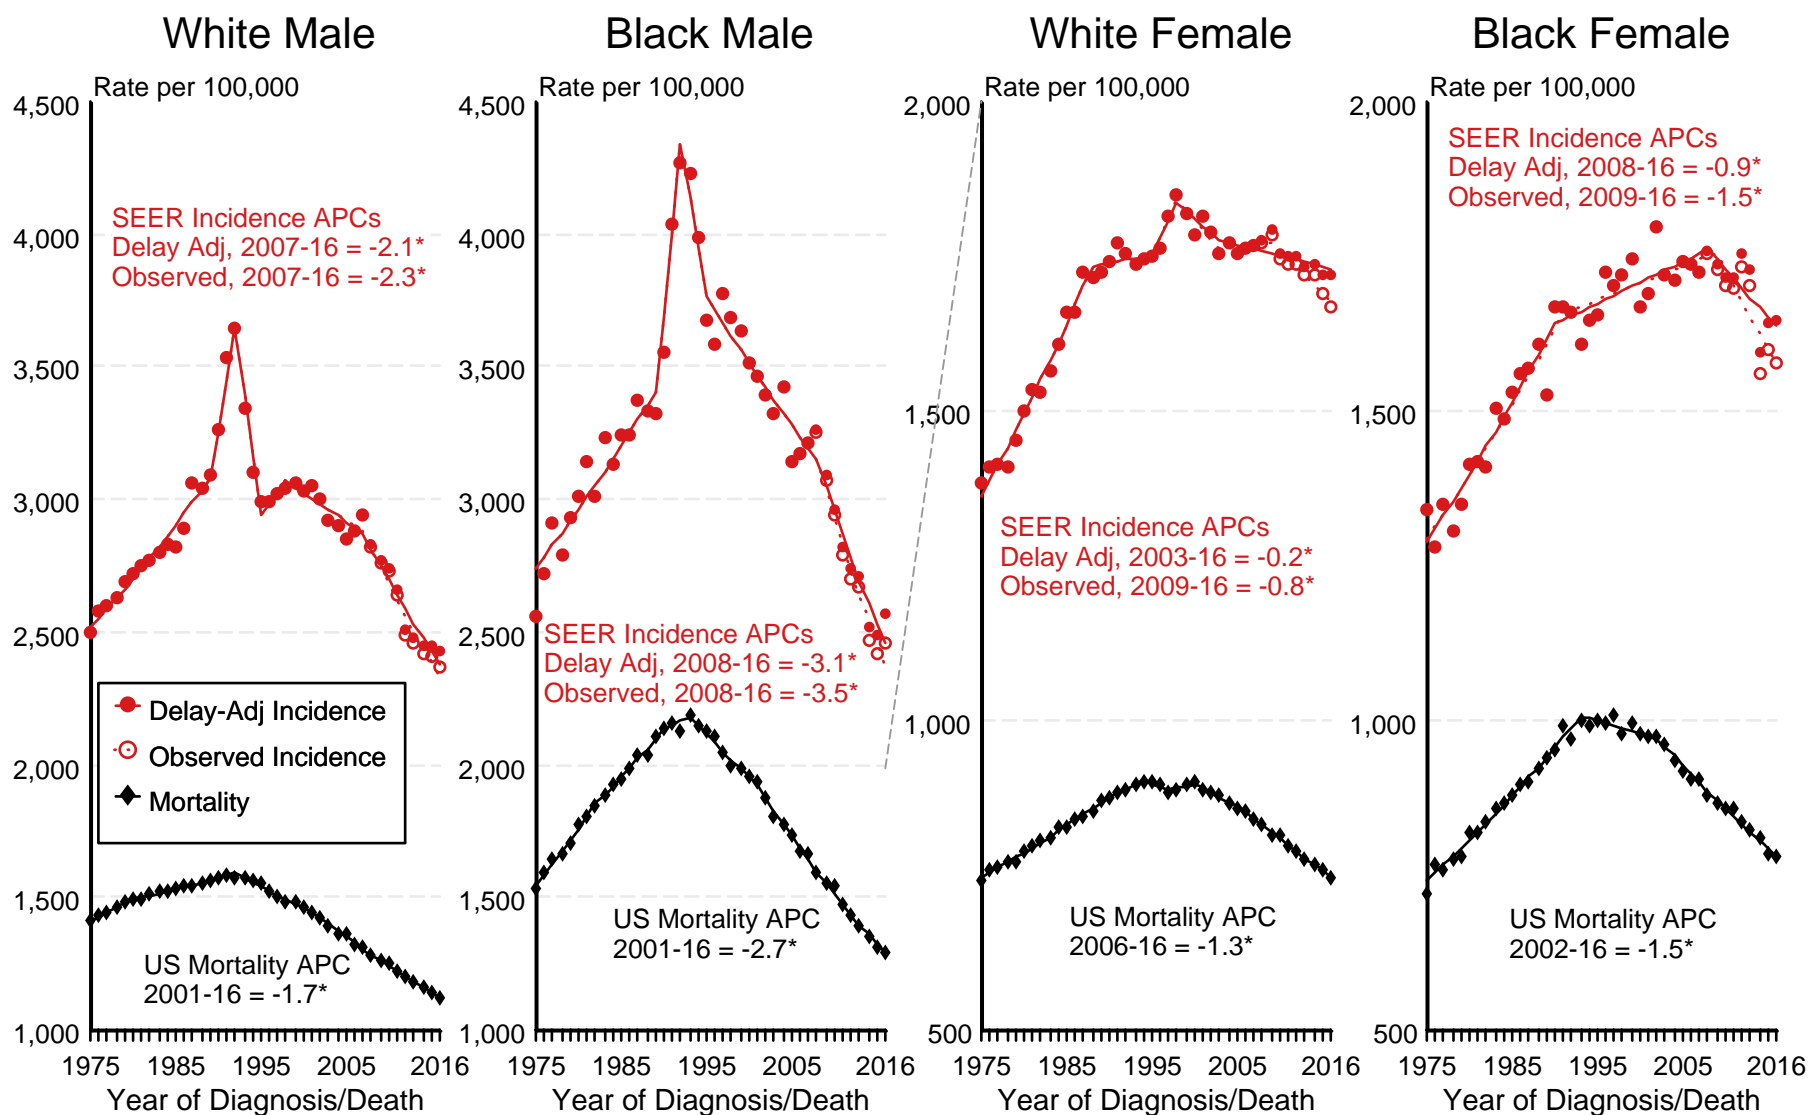 White Male
Rate per 100,000
4,500
4,000
3,500
3,000
2,500
2,000
1,500
1,000
SEER Incidence APCs
Delay Adj, 2007-16 = -2.1*
Observed, 2007-16 = -2.3*
Delay-Adj Incidence
Observed Incidence
Mortality
US Mortality APC
2001-16 = -1.7*
1975 1985 1995 2005 2016
Year of Diagnosis/Death
Black Male
Rate per 100,000
4,500
4,000
3,500
3,000
2,500
2,000
1,500
1,000
SEER Incidence APCs
Delay Adj, 2008-16 = -3.1*
Observed, 2008-16 = -3.5*
US Mortality APC
2001-16 = -2.7*
1975 1985 1995 2005 2016
Year of Diagnosis/Death
White Female
Rate per 100,000
2,000
1,500
1,000
500
SEER Incidence APCs
Delay Adj, 2003-16 = -0.2*
Observed, 2009-16 = -0.8*
US Mortality APC
2006-16 = -1.3*
1975 1985 1995 2005 2016
Year of Diagnosis/Death
Black Female
Rate per 100,000
2,000
1,500
1,000
500
SEER Incidence APCs
Delay Adj, 2008-16 = -0.9*
Observed, 2009-16 = -1.5*
US Mortality APC
2002-16 = -1.5*
1975 1985 1995 2005 2016
Year of Diagnosis/Death